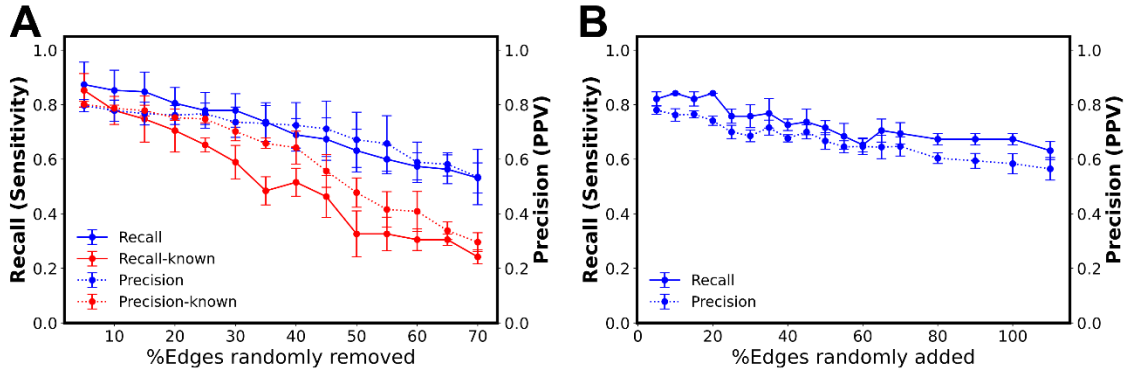 A
B
Recall (Sensitivity)
1.0
0.8
0.6
0.4
0.2
0.0
Recall
Recall-known
Precision
Precision-known
10 20 30 40 50 60 70
%Edges randomly removed
1.0
0.8
0.6
0.4
0.2
0.0
Precision (PPV)
Recall (Sensitivity)
1.0
0.8
0.6
0.4
0.2
0.0
Recall
Precision
0 20 40 60 80 100
%Edges randomly added
1.0
0.8
0.6
0.4
0.2
0.0
Precision (PPV)